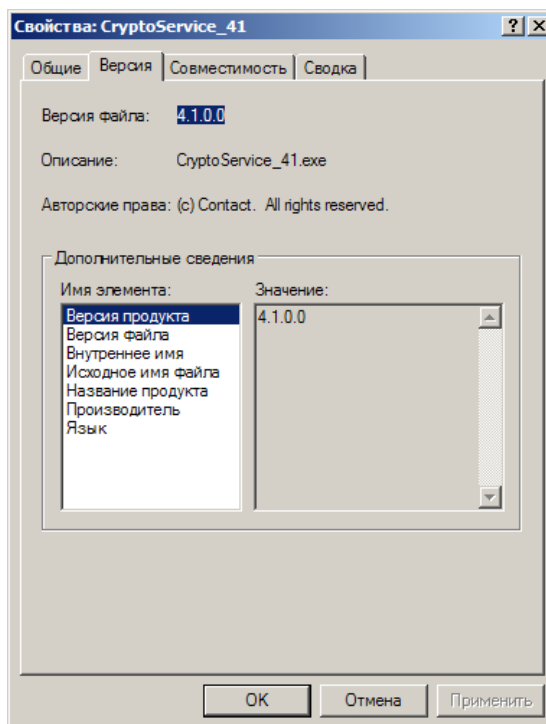 Свойства: CryptoService_41
Общие Версия Совместимость Сводка
Версия файла: 4.1.0.0
Описание: CryptoService_41.exe
Авторские права: (c) Contact. All rights reserved.
Дополнительные сведения
Имя элемента: Значение:
Версия продукта 4.1.0.0
Версия файла
Внутреннее имя
Исходное имя файла
Название продукта
Производитель
Язык
OK Отмена Применить